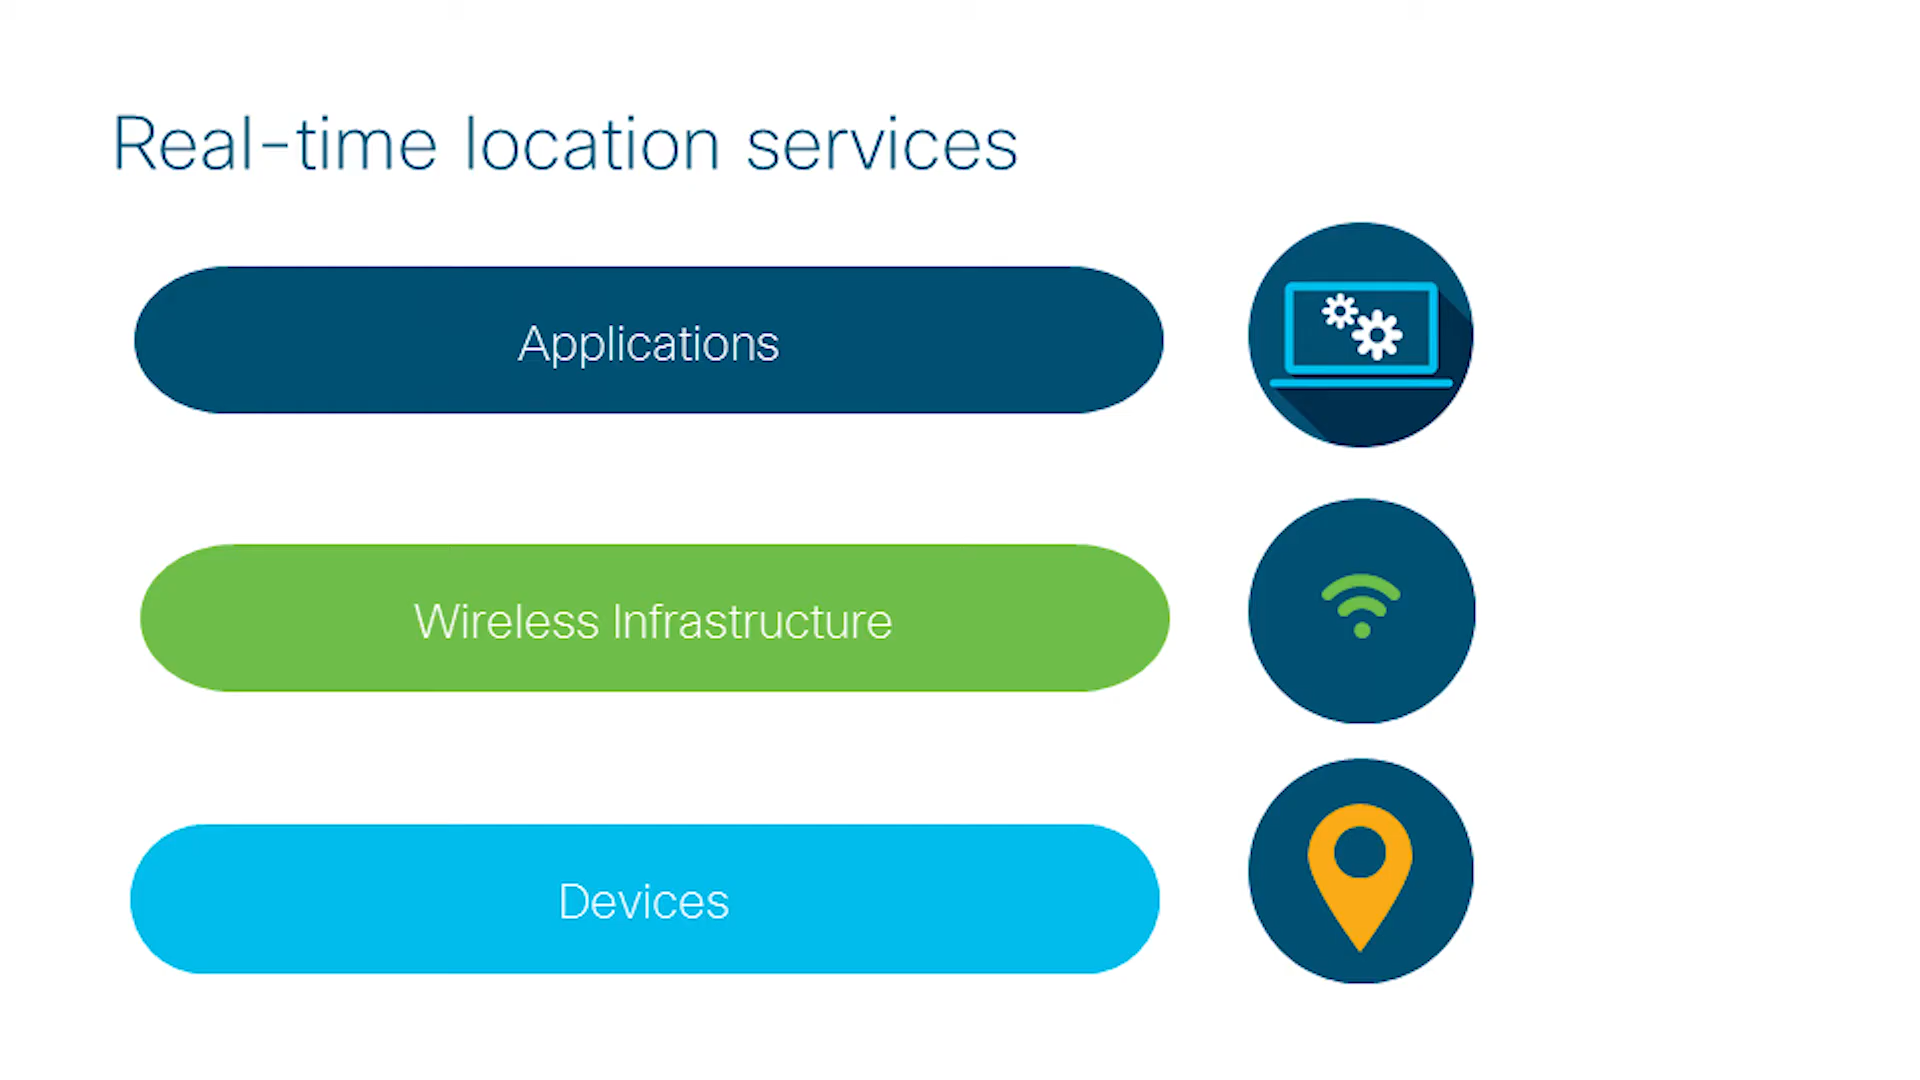 Real-time location services
Applications
Wireless Infrastructure
Devices